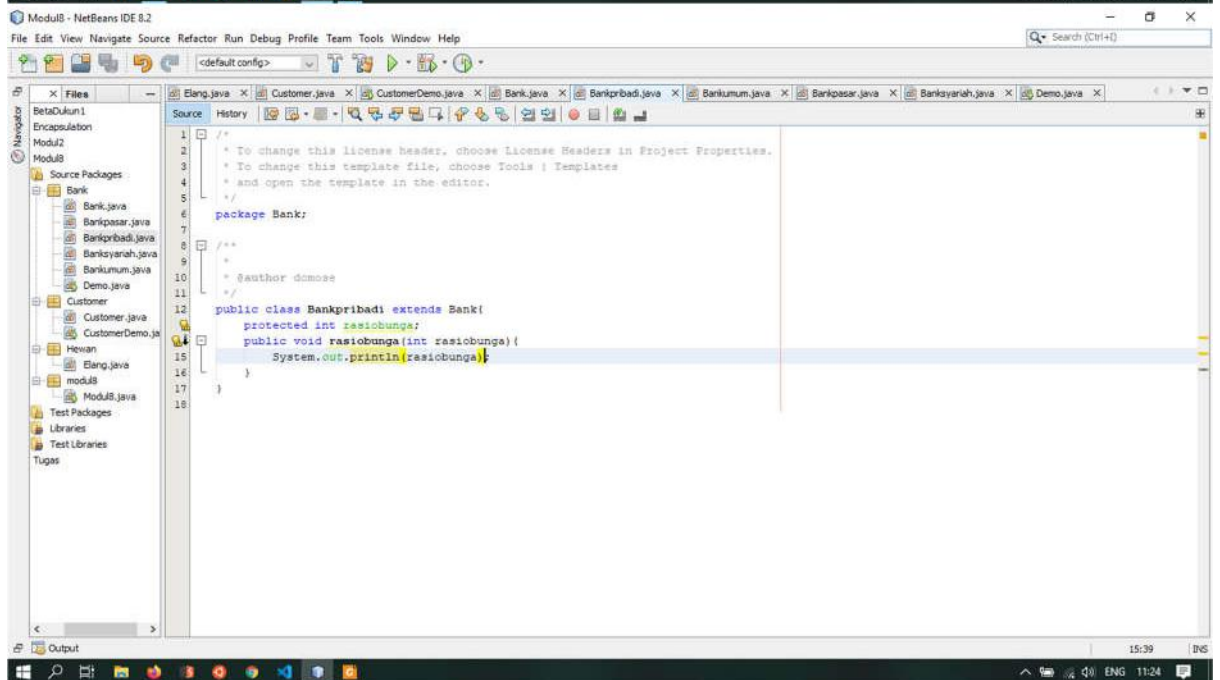 Modul8 - NetBeans IDE 8.2
File Edit View Navigate Source Refactor Run Debug Profile Team Tools Window Help
Search (Ctrl+I)
<default config>
Files
Elang.java Customer.java CustomerDemo.java Bank.java Bankpribadi.java Bankumum.java Bankpasar.java Banksyariah.java Demo.java
Navigator
Source History
BetaDukun1
Encapsulation
Modul2
Modul8
Source Packages
Bank
Bank.java
Bankpasar.java
Bankpribadi.java
Banksyariah.java
Bankumum.java
Demo.java
Customer
Customer.java
CustomerDemo.ja
Hewan
Elang.java
modul8
Modul8.java
Test Packages
Libraries
Test Libraries
Tugas
1 /*
2 * To change this license header, choose License Headers in Project Properties.
3 * To change this template file, choose Tools | Templates
4 * and open the template in the editor.
5 */
6 package Bank;
7
8 /**
9 *
10 * @author domose
11 */
12 public class Bankpribadi extends Bank{
protected int rasiobunga;
public void rasiobunga(int rasiobunga){
15 System.out.println(rasiobunga);
16 }
17 }
18
Output
15:39 INS
ENG 11:24